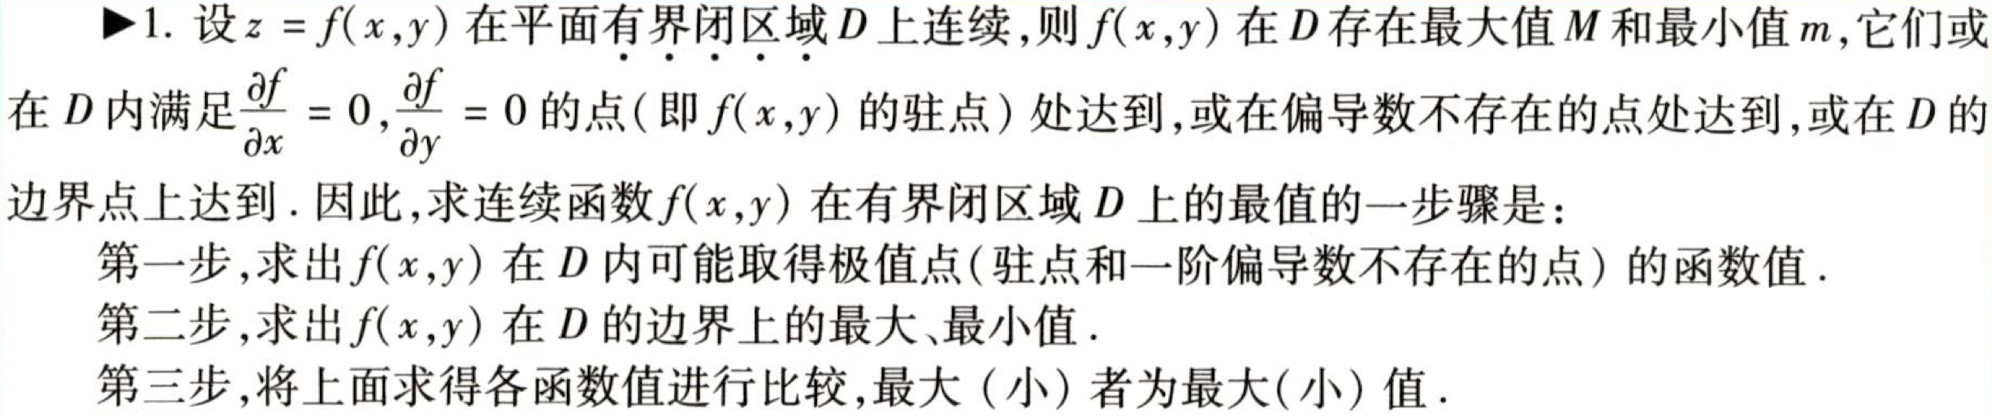 ▶1. 设 z = f(x,y) 在平面有界闭区域 D 上连续,则 f(x,y) 在 D 存在最大值 M 和最小值 m,它们或
在 D 内满足 ∂f/∂x = 0, ∂f/∂y = 0 的点(即 f(x,y) 的驻点) 处达到,或在偏导数不存在的点处达到,或在 D 的
边界点上达到. 因此,求连续函数 f(x,y) 在有界闭区域 D 上的最值的一步骤是:
第一步,求出 f(x,y) 在 D 内可能取得极值点(驻点和一阶偏导数不存在的点) 的函数值.
第二步,求出 f(x,y) 在 D 的边界上的最大、最小值.
第三步,将上面求得各函数值进行比较,最大 (小) 者为最大(小) 值.